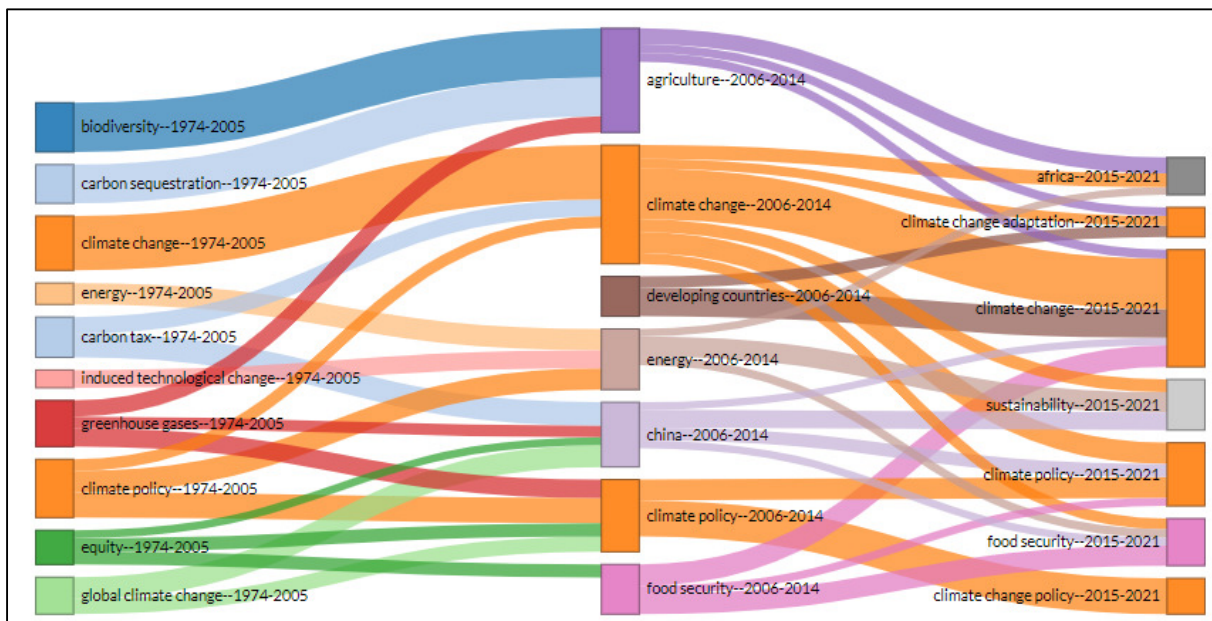 biodiversity--1974-2005
carbon sequestration--1974-2005
climate change--1974-2005
energy--1974-2005
carbon tax--1974-2005
induced technological change--1974-2005
greenhouse gases--1974-2005
climate policy--1974-2005
equity--1974-2005
global climate change--1974-2005
agriculture--2006-2014
climate change--2006-2014
developing countries--2006-2014
energy--2006-2014
china--2006-2014
climate policy--2006-2014
food security--2006-2014
africa--2015-2021
climate change adaptation--2015-2021
climate change--2015-2021
sustainability--2015-2021
climate policy--2015-2021
food security--2015-2021
climate change policy--2015-2021